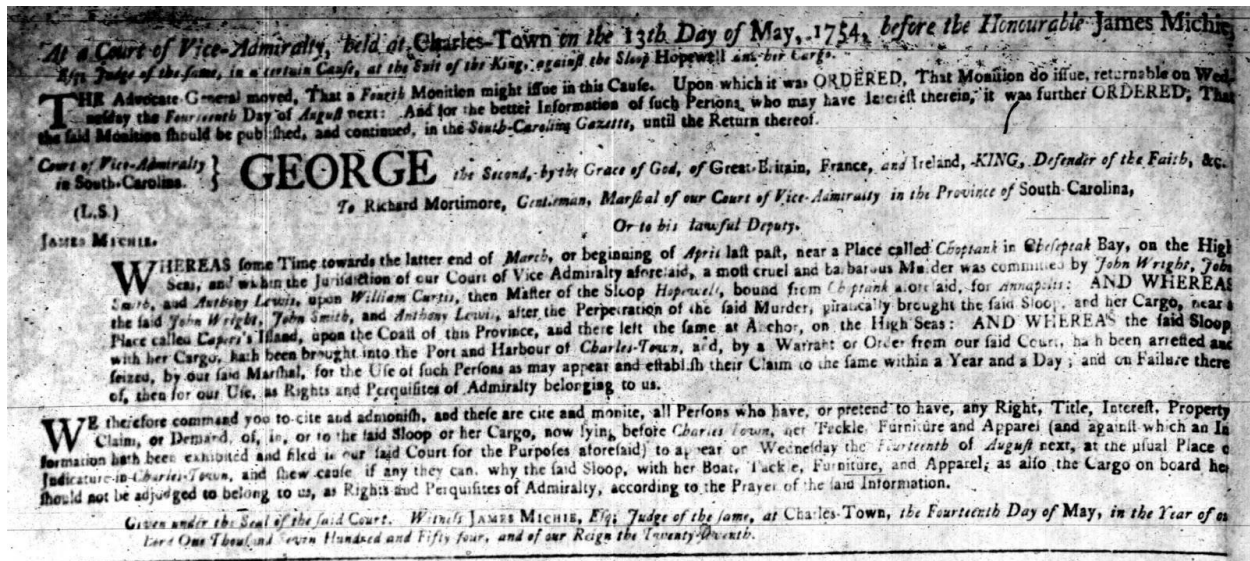 At a Court of Vice-Admiralty, held at Charles-Town on the 13th Day of May, 1754, before the Honourable James Michie,
Esq; Judge of the same, in a certain Cause, at the Suit of the King, against the Sloop Hopewell and her Cargo.
THE Advocate-General moved, That a Fourth Monition might issue in this Cause. Upon which it was ORDERED, That Monition do issue, returnable on Wed-
nesday the Fourteenth Day of August next: And for the better Information of such Persons who may have Interest therein, it was further ORDERED, That
the said Monition should be published, and continued, in the South-Carolina Gazette, until the Return thereof.
Court of Vice-Admiralty
in South-Carolina. } GEORGE the Second, by the Grace of God, of Great-Britain, France, and Ireland, KING, Defender of the Faith, &c.
(L.S.) To Richard Mortimore, Gentleman, Marshal of our Court of Vice-Admiralty in the Province of South-Carolina,
Or to his lawful Deputy.
JAMES MICHIE.
WHEREAS some Time towards the latter end of March, or beginning of April last past, near a Place called Choptank in Chesepeak Bay, on the High
Seas, and within the Jurisdiction of our Court of Vice Admiralty aforesaid, a most cruel and barbarous Murder was committed by John Wright, John
Smith, and Anthony Lewis, upon William Curtis, then Master of the Sloop Hopewell, bound from Choptank aforesaid, for Annapolis: AND WHEREAS
the said John Wright, John Smith, and Anthony Lewis, after the Perpetration of the said Murder, piratically brought the said Sloop, and her Cargo, near a
Place called Capers's Island, upon the Coast of this Province, and there left the same at Anchor, on the High Seas: AND WHEREAS the said Sloop
with her Cargo, hath been brought into the Port and Harbour of Charles-Town, and, by a Warrant or Order from our said Court, hath been arrested and
seized, by our said Marshal, for the Use of such Persons as may appear and establish their Claim to the same within a Year and a Day; and on Failure there-
of, then for our Use, as Rights and Perquisites of Admiralty belonging to us.
WE therefore command you to cite and admonish, and these are cite and monite, all Persons who have, or pretend to have, any Right, Title, Interest, Property
Claim, or Demand, of, in, or to the said Sloop or her Cargo, now lying before Charles Town, her Tackle, Furniture and Apparel (and against which an In
formation hath been exhibited and filed in our said Court for the Purposes aforesaid) to appear on Wednesday the Fourteenth of August next, at the usual Place o
Judicature in Charles-Town, and shew cause, if any they can, why the said Sloop, with her Boat, Tackle, Furniture, and Apparel, as also the Cargo on board her
should not be adjudged to belong to us, as Rights and Perquisites of Admiralty, according to the Prayer of the said Information.
Given under the Seal of the said Court. Witness JAMES MICHIE, Esq; Judge of the same, at Charles-Town, the Fourteenth Day of May, in the Year of our
Lord One Thousand Seven Hundred and Fifty four, and of our Reign the Twenty-Seventh.